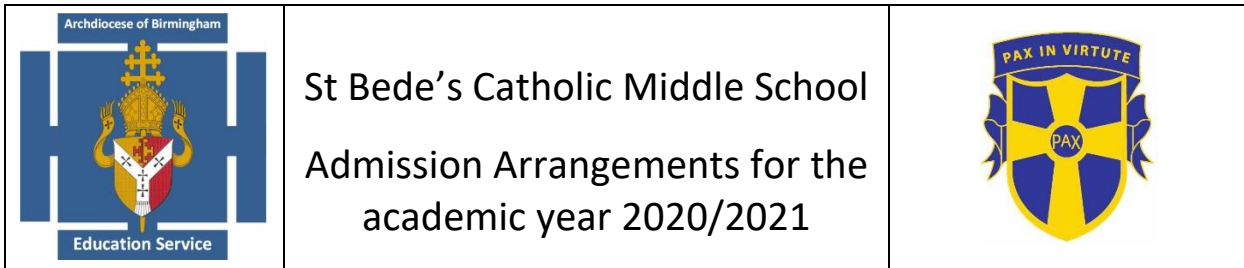 Archdiocese of Birmingham
Education Service
St Bede’s Catholic Middle School
Admission Arrangements for the
academic year 2020/2021
PAX IN VIRTUTE
PAX